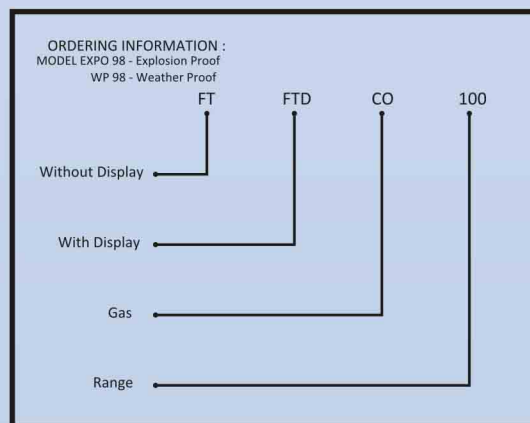 ORDERING INFORMATION :
MODEL EXPO 98 - Explosion Proof
WP 98 - Weather Proof
FT FTD CO 100
Without Display
With Display
Gas
Range